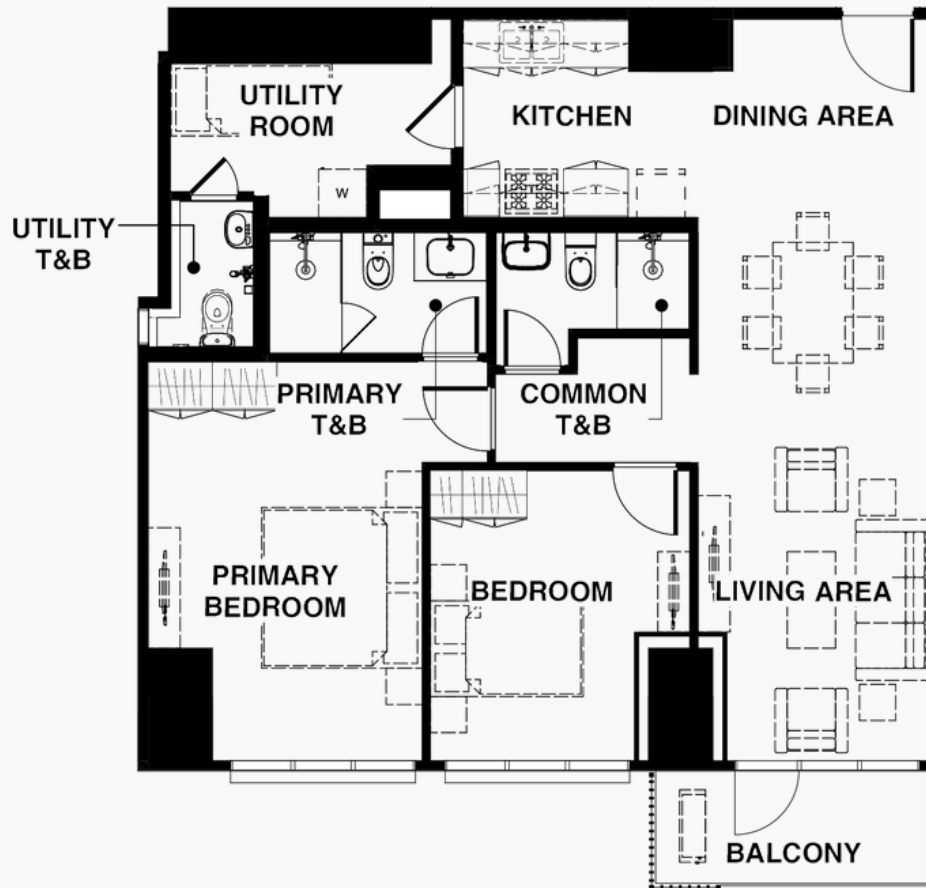 UTILITY
ROOM
KITCHEN
DINING AREA
W
UTILITY
T&B
PRIMARY
T&B
COMMON
T&B
PRIMARY
BEDROOM
BEDROOM
LIVING AREA
BALCONY